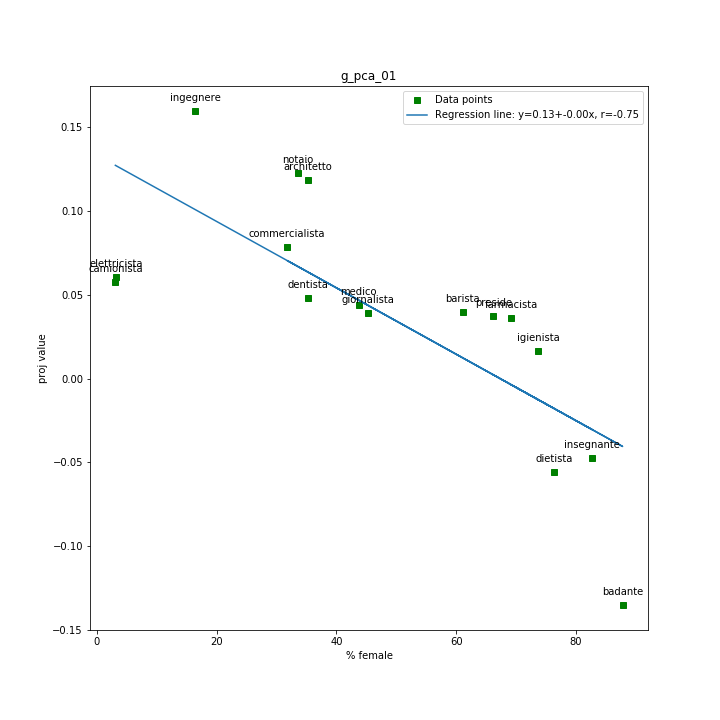 g_pca_01
Data points
Regression line: y=0.13+-0.00x, r=-0.75
ingegnere
notaio
architetto
commercialista
elettricista
camionista
dentista
medico
giornalista
barista
preside
farmacista
igienista
insegnante
dietista
badante
proj value
0.15
0.10
0.05
0.00
−0.05
−0.10
−0.15
0
20
40
60
80
% female